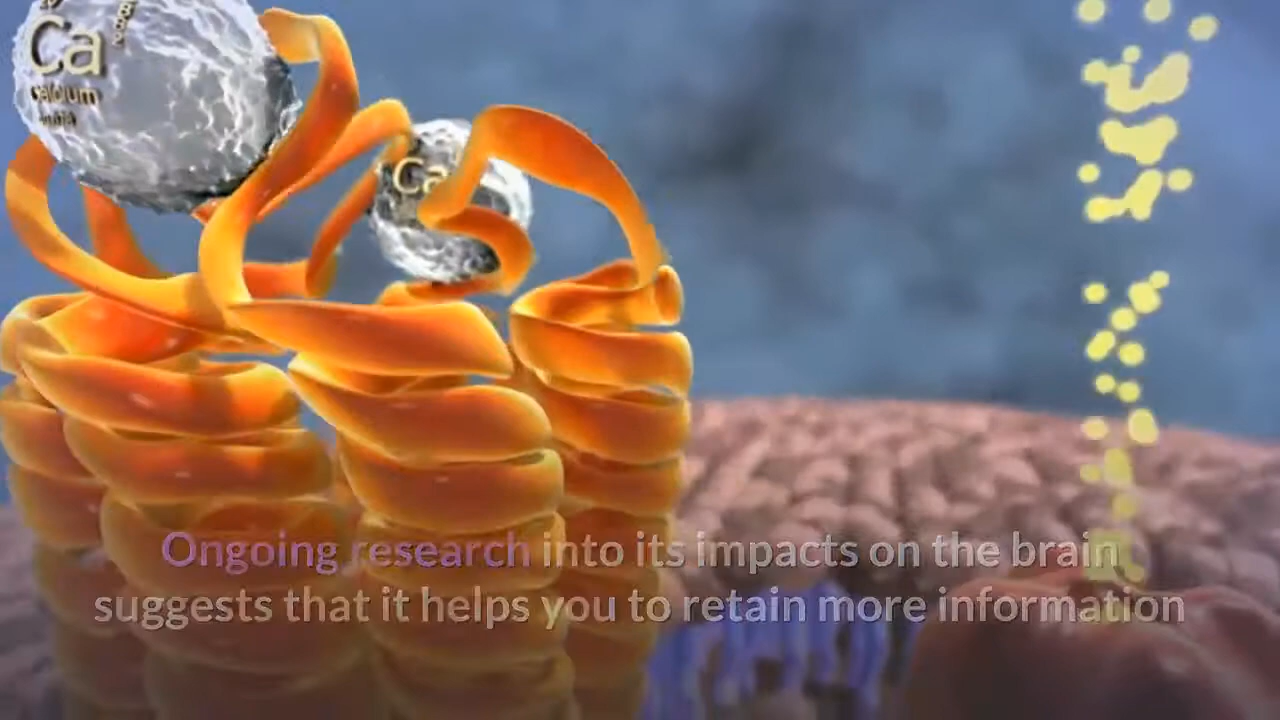 Ca
calcium
Ca
Ongoing research into its impacts on the brain
suggests that it helps you to retain more information